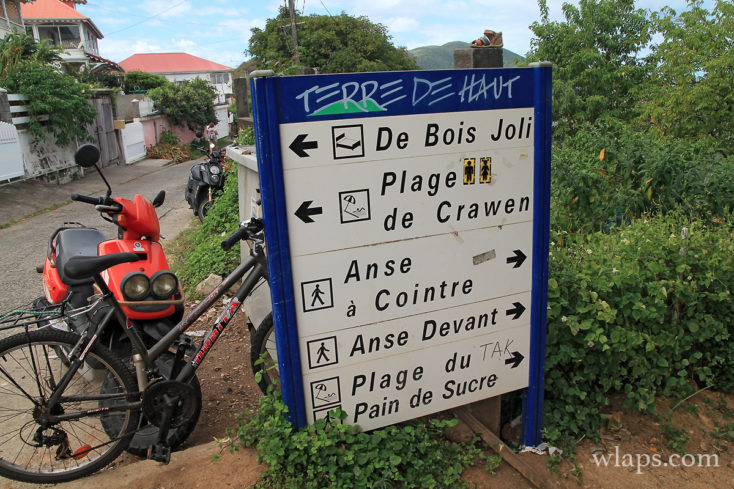 TERRE DE HAUT
De Bois Joli
Plage
de Crawen
Anse
à Cointre
Anse Devant
Plage du TAK
Pain de Sucre
wlaps.com